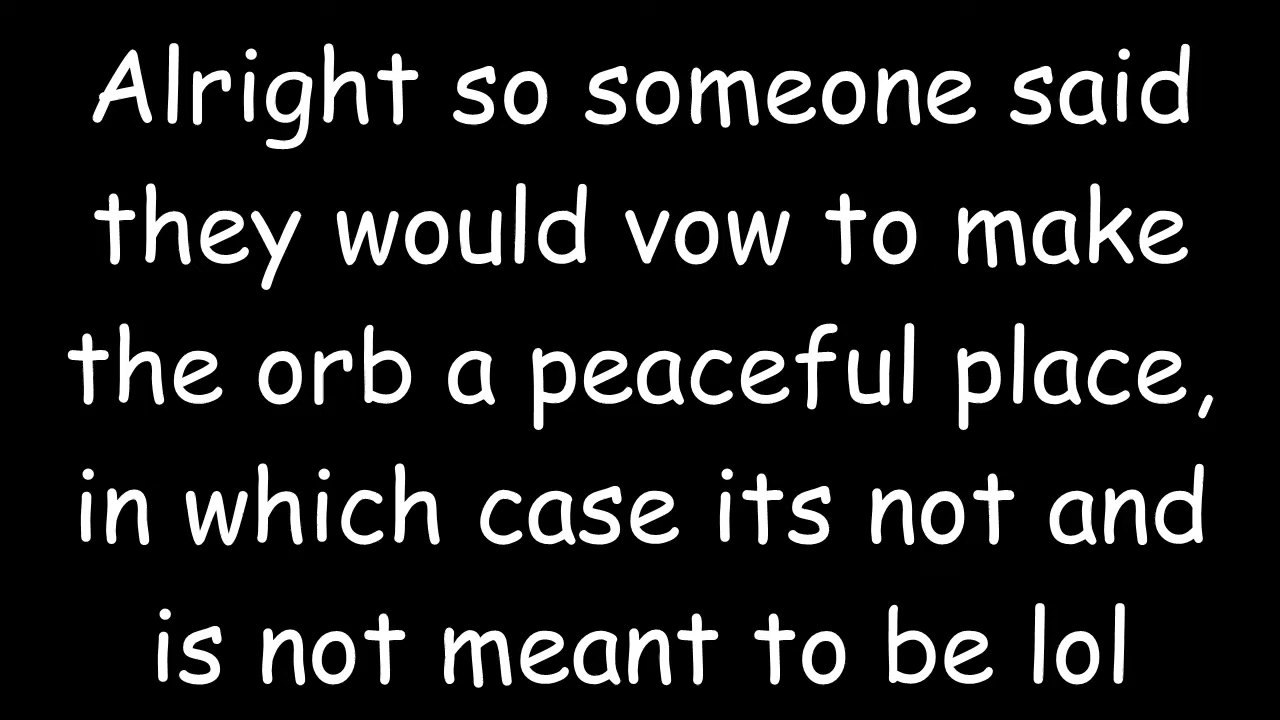 Alright so someone said
they would vow to make
the orb a peaceful place,
in which case its not and
is not meant to be lol